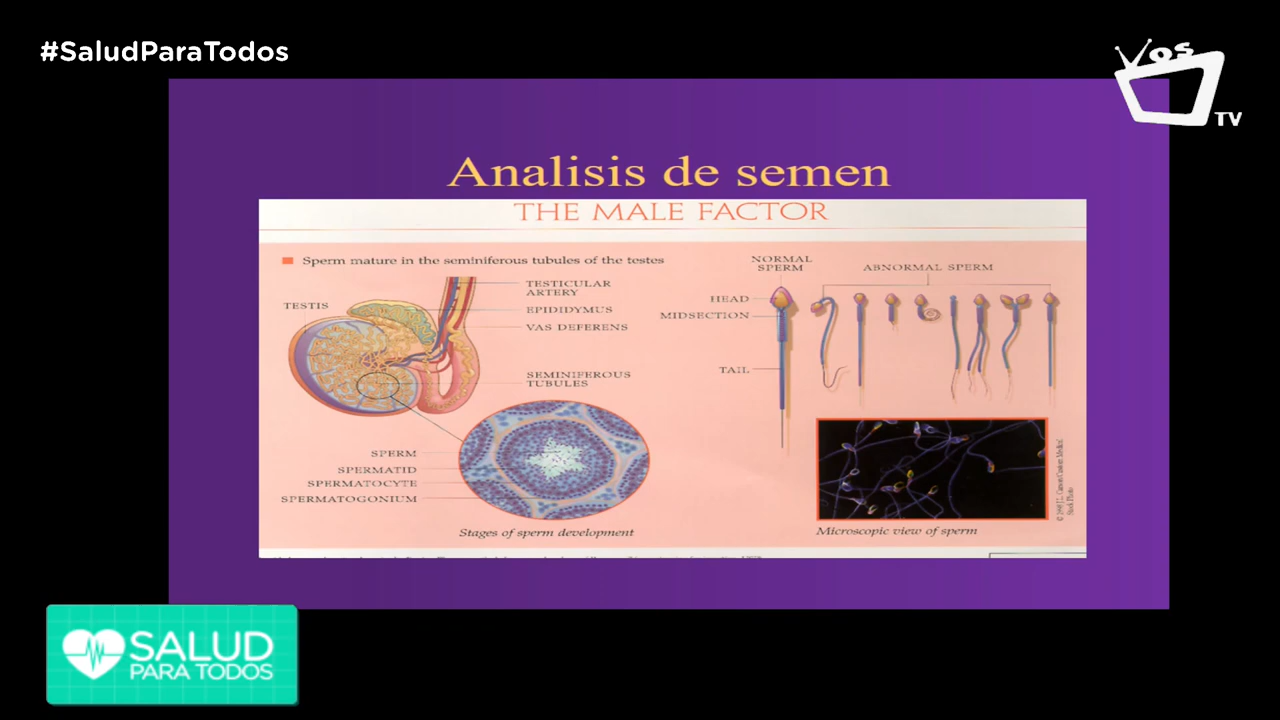 #SaludParaTodos
VOS
TV
Analisis de semen
THE MALE FACTOR
Sperm mature in the seminiferous tubules of the testes
TESTIS
TESTICULAR
ARTERY
EPIDIDYMUS
VAS DEFERENS
SEMINIFEROUS
TUBULES
SPERM
SPERMATID
SPERMATOCYTE
SPERMATOGONIUM
Stages of sperm development
NORMAL
SPERM
ABNORMAL SPERM
HEAD
MIDSECTION
TAIL
Microscopic view of sperm
Stock Photo
SALUD
PARA TODOS